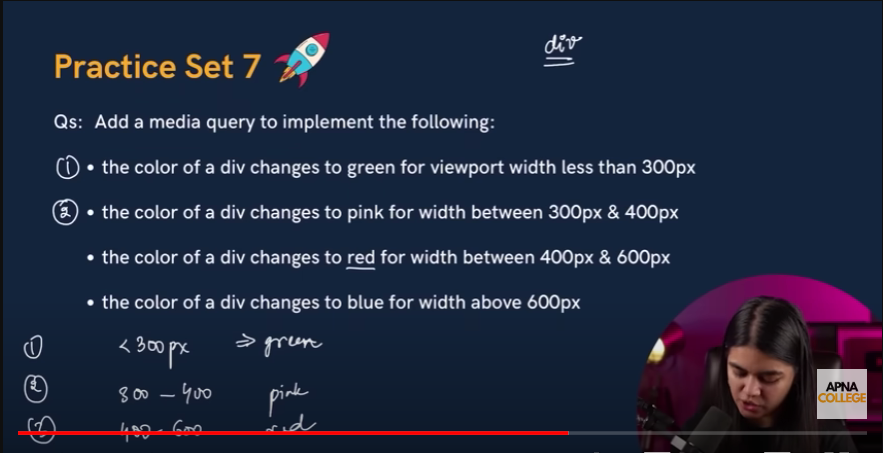 div
Practice Set 7
Qs: Add a media query to implement the following:
(1) • the color of a div changes to green for viewport width less than 300px
(2) • the color of a div changes to pink for width between 300px & 400px
• the color of a div changes to red for width between 400px & 600px
• the color of a div changes to blue for width above 600px
(1) <300px ⇒ green
(2) 300 - 400 pink
400 - 600
APNA
COLLEGE